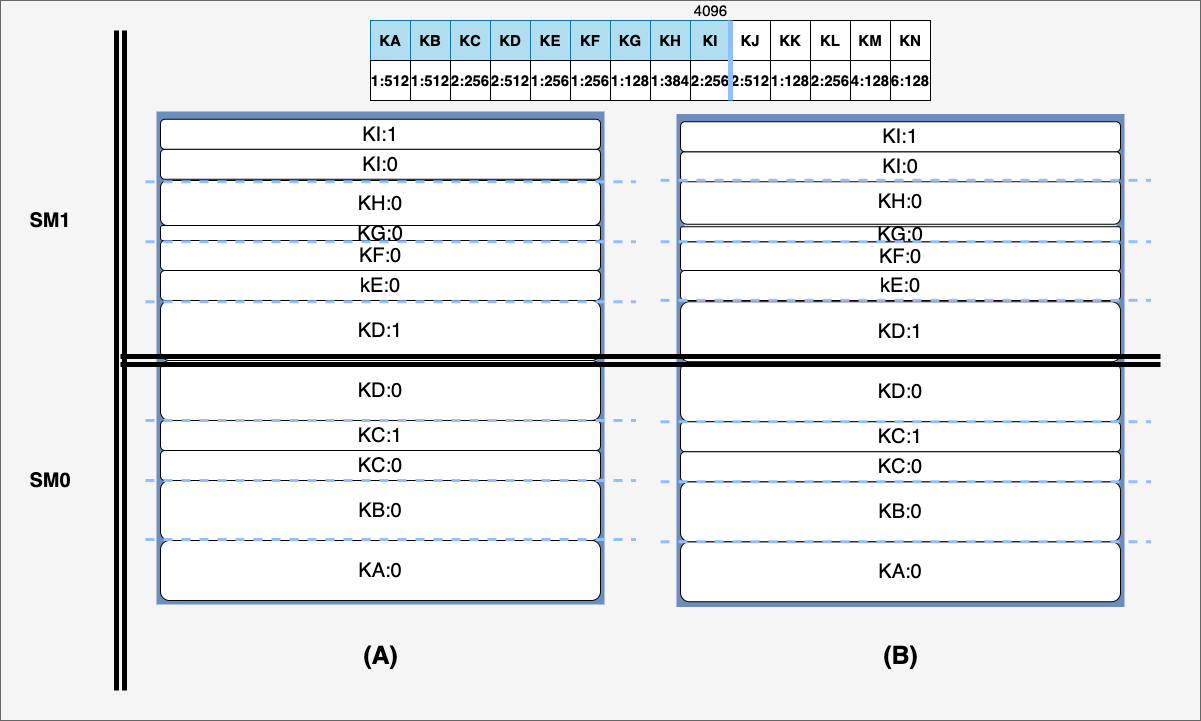 4096
KA KB KC KD KE KF KG KH KI KJ KK KL KM KN
1:512 1:512 2:256 2:512 1:256 1:256 1:128 1:384 2:256 2:512 1:128 2:256 4:128 6:128
SM1
KI:1
KI:0
KH:0
KG:0
KF:0
kE:0
KD:1
KI:1
KI:0
KH:0
KG:0
KF:0
kE:0
KD:1
SM0
KD:0
KC:1
KC:0
KB:0
KA:0
KD:0
KC:1
KC:0
KB:0
KA:0
(A)
(B)